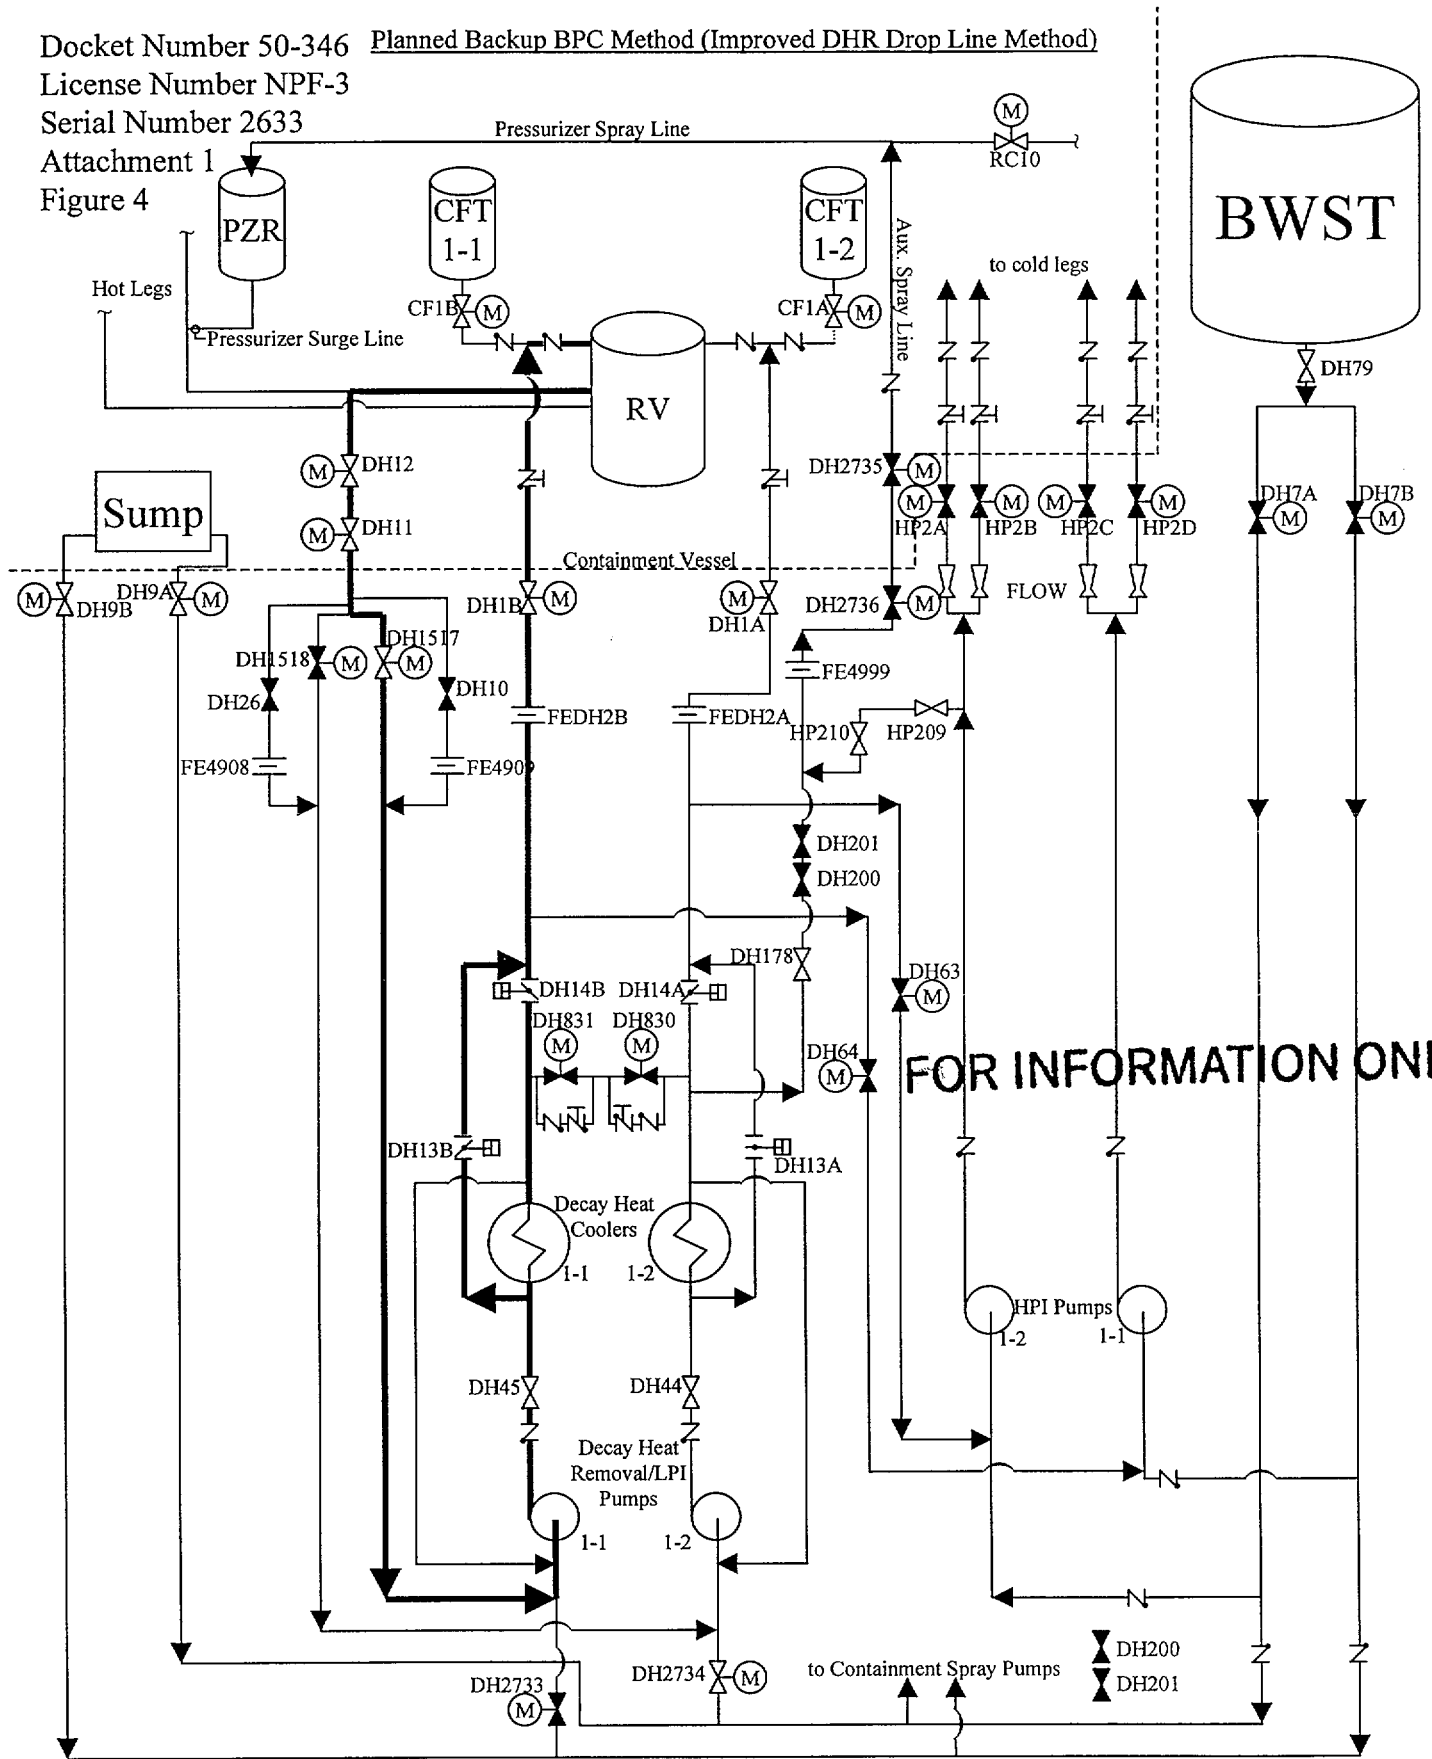 Docket Number 50-346
Planned Backup BPC Method (Improved DHR Drop Line Method)
License Number NPF-3
Serial Number 2633
Attachment 1
Figure 4
Pressurizer Spray Line
M
RC10
PZR
CFT
1-1
CFT
1-2
BWST
Aux. Spray Line
to cold legs
Hot Legs
CF1B
M
CF1A
M
Pressurizer Surge Line
DH79
RV
M
DH12
DH2735
M
Sump
M
DH11
M
HP2A
HP2B
M
M
HP2C
HP2D
M
DH7A
M
DH7B
M
Containment Vessel
M
DH9B
DH9A
M
DH1B
M
M
DH1A
DH2736
M
FLOW
DH1518
M
DH1517
M
FE4999
DH26
DH10
FEDH2B
FEDH2A
HP210
HP209
FE4908
FE4909
DH201
DH200
DH178
DH63
M
DH14B
DH14A
DH831
M
DH830
M
DH64
M
FOR INFORMATION ONL
DH13B
DH13A
Decay Heat
Coolers
1-1
1-2
HPI Pumps
1-2
1-1
DH45
DH44
Decay Heat
Removal/LPI
Pumps
1-1
1-2
DH200
DH201
DH2733
M
DH2734
M
to Containment Spray Pumps